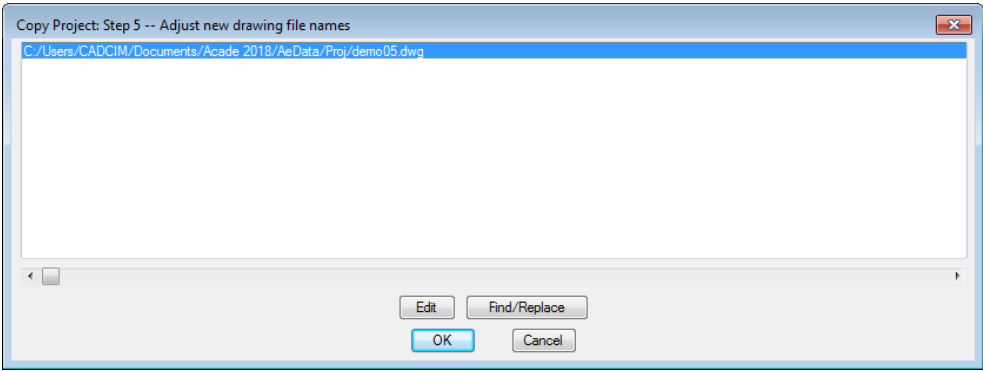 Copy Project: Step 5 -- Adjust new drawing file names
C:/Users/CADCIM/Documents/Acade 2018/AeData/Proj/demo05.dwg
Edit Find/Replace
OK Cancel